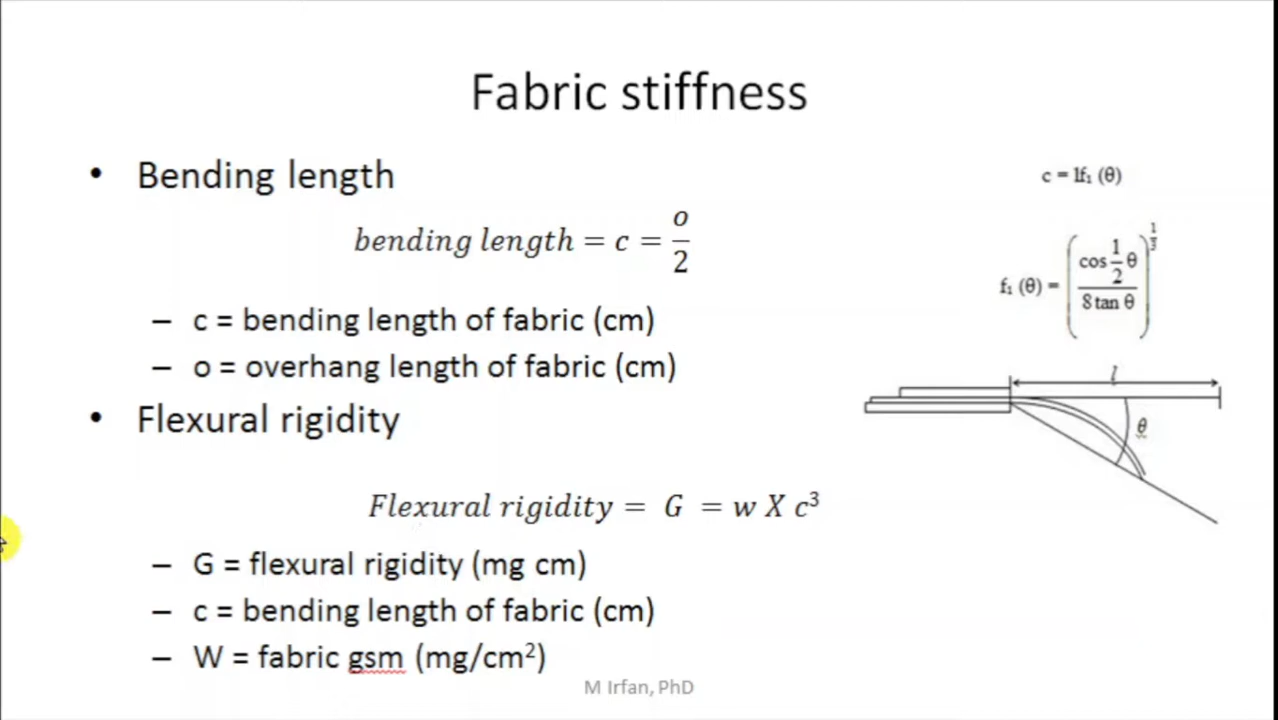 Fabric stiffness
• Bending length
bending length = c = o/2
– c = bending length of fabric (cm)
– o = overhang length of fabric (cm)
• Flexural rigidity
Flexural rigidity = G = w X c³
– G = flexural rigidity (mg cm)
– c = bending length of fabric (cm)
– W = fabric gsm (mg/cm²)
c = lf₁ (θ)
f₁ (θ) = (cos 1/2 θ / 8 tan θ)^1/3
l
θ
M Irfan, PhD